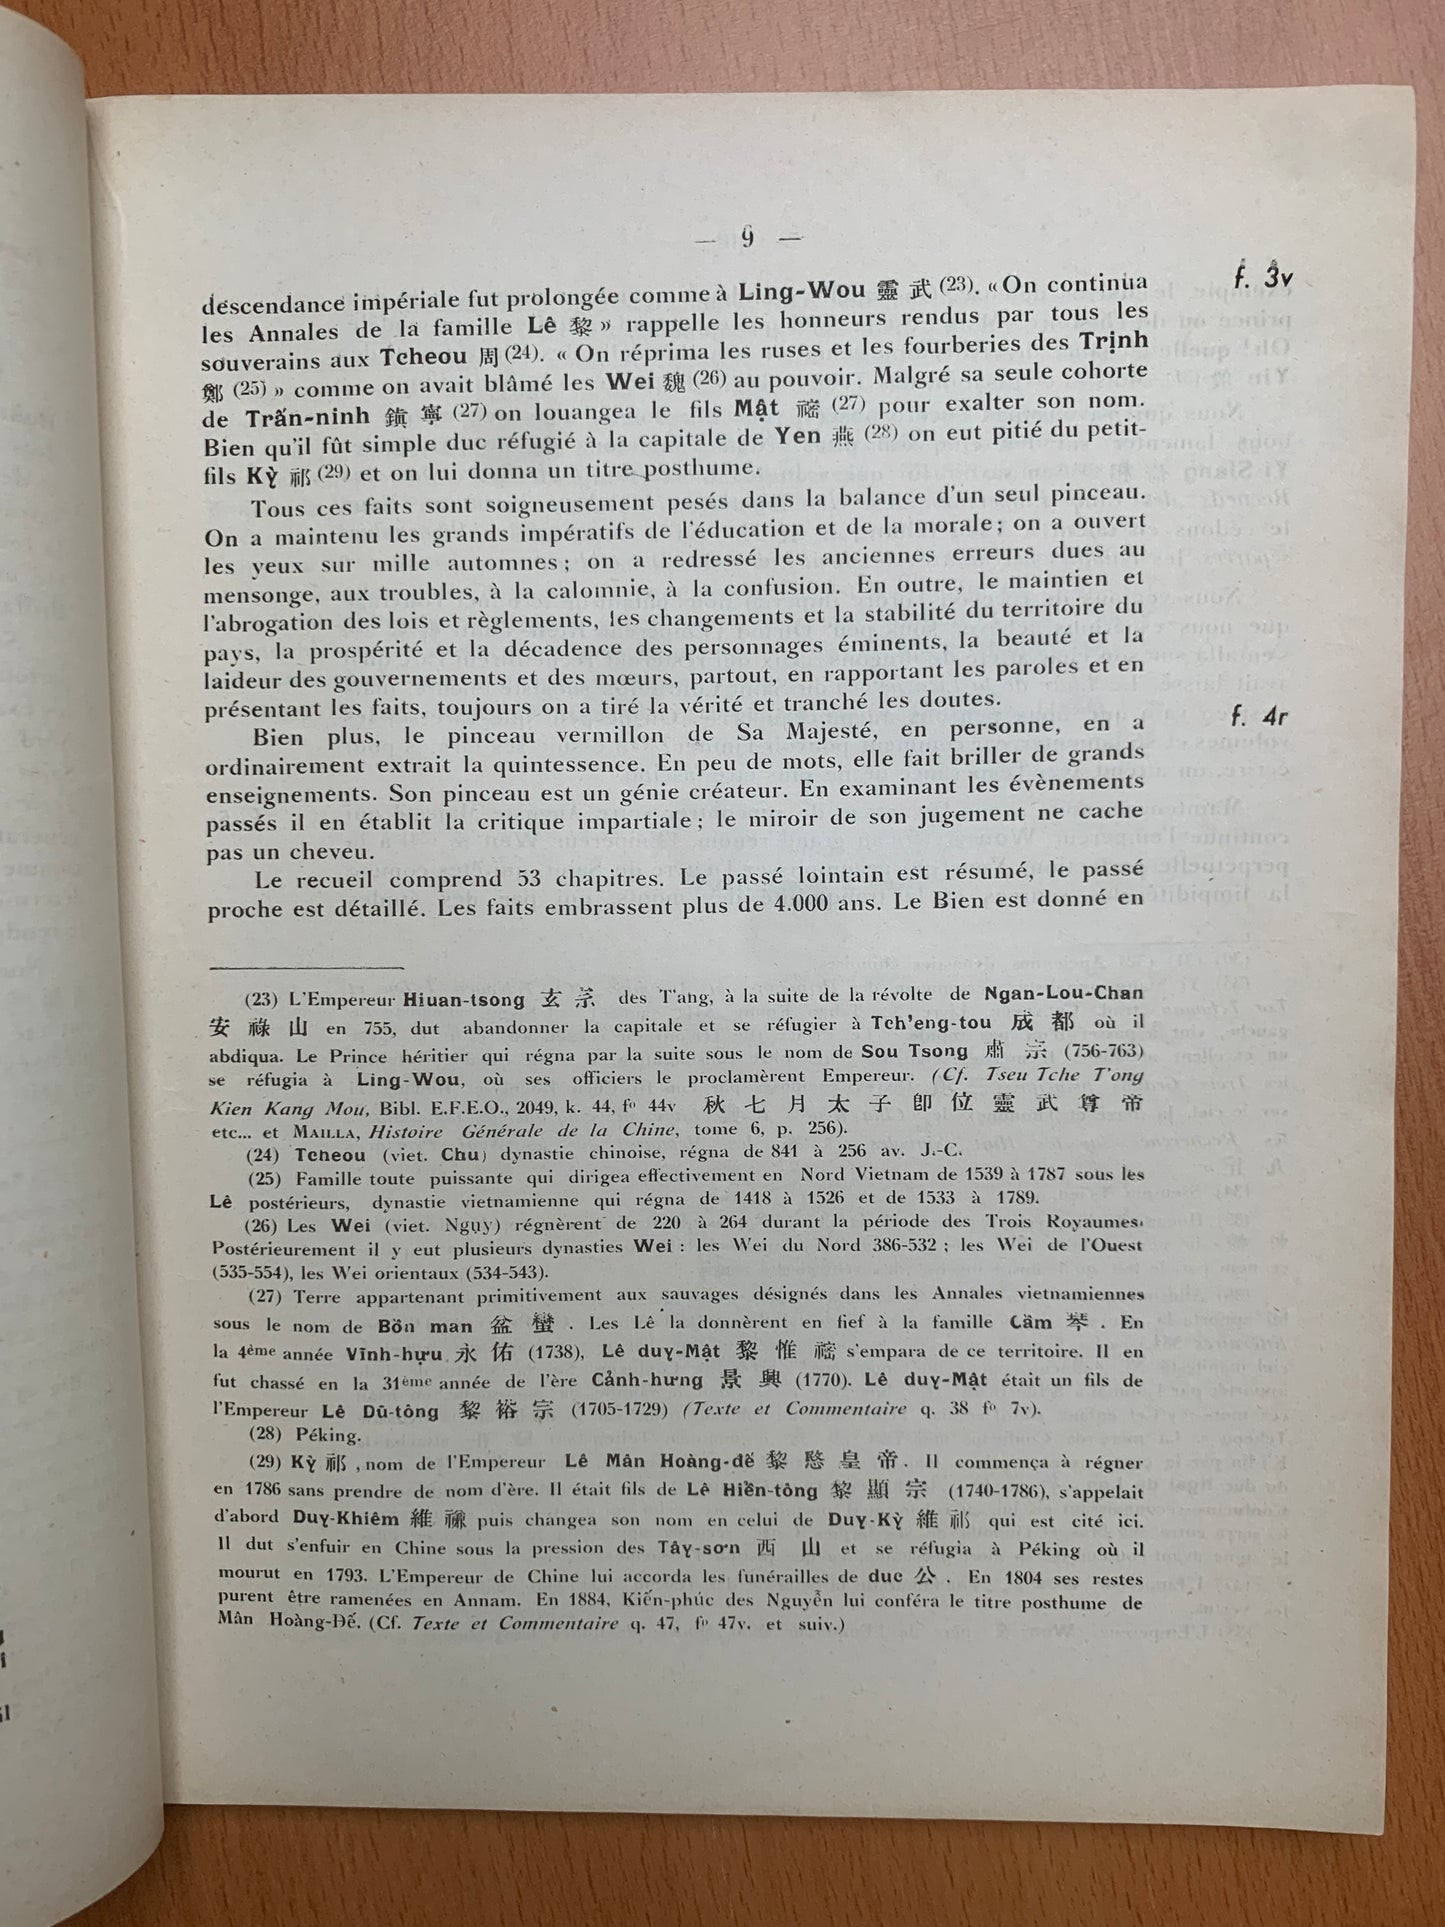 — 9 —
f. 3v
descendance impériale fut prolongée comme à Ling-Wou 靈 武 (23). « On continua
les Annales de la famille Lê 黎 » rappelle les honneurs rendus par tous les
souverains aux Tcheou 周 (24). « On réprima les ruses et les fourberies des Trịnh
鄭 (25) » comme on avait blâmé les Wei 魏 (26) au pouvoir. Malgré sa seule cohorte
de Trấn-ninh 鎭 寧 (27) on louangea le fils Mật 𥛚 (27) pour exalter son nom.
Bien qu'il fût simple duc réfugié à la capitale de Yen 燕 (28) on eut pitié du petit-
fils Kỳ 祁 (29) et on lui donna un titre posthume.
Tous ces faits sont soigneusement pesés dans la balance d'un seul pinceau.
On a maintenu les grands impératifs de l'éducation et de la morale; on a ouvert
les yeux sur mille automnes; on a redressé les anciennes erreurs dues au
mensonge, aux troubles, à la calomnie, à la confusion. En outre, le maintien et
l'abrogation des lois et règlements, les changements et la stabilité du territoire du
pays, la prospérité et la décadence des personnages éminents, la beauté et la
laideur des gouvernements et des mœurs, partout, en rapportant les paroles et en
présentant les faits, toujours on a tiré la vérité et tranché les doutes.
f. 4r
Bien plus, le pinceau vermillon de Sa Majesté, en personne, en a
ordinairement extrait la quintessence. En peu de mots, elle fait briller de grands
enseignements. Son pinceau est un génie créateur. En examinant les évènements
passés il en établit la critique impartiale; le miroir de son jugement ne cache
pas un cheveu.
Le recueil comprend 53 chapitres. Le passé lointain est résumé, le passé
proche est détaillé. Les faits embrassent plus de 4.000 ans. Le Bien est donné en
(23) L'Empereur Hiuan-tsong 玄 宗 des T'ang, à la suite de la révolte de Ngan-Lou-Chan
安 祿 山 en 755, dut abandonner la capitale et se réfugier à Tch'eng-tou 成 都 où il
abdiqua. Le Prince héritier qui régna par la suite sous le nom de Sou Tsong 肅 宗 (756-763)
se réfugia à Ling-Wou, où ses officiers le proclamèrent Empereur. (Cf. Tseu Tche T'ong
Kien Kang Mou, Bibl. E.F.E.O., 2049, k. 44, fº 44v 秋 七 月 太 子 卽 位 靈 武 尊 帝
etc... et MAILLA, Histoire Générale de la Chine, tome 6, p. 256).
(24) Tcheou (viet. Chu) dynastie chinoise, régna de 841 à 256 av. J.-C.
(25) Famille toute puissante qui dirigea effectivement en Nord Vietnam de 1539 à 1787 sous les
Lê postérieurs, dynastie vietnamienne qui régna de 1418 à 1526 et de 1533 à 1789.
(26) Les Wei (viet. Ngụy) régnèrent de 220 à 264 durant la période des Trois Royaumes.
Postérieurement il y eut plusieurs dynasties Wei : les Wei du Nord 386-532 ; les Wei de l'Ouest
(535-554), les Wei orientaux (534-543).
(27) Terre appartenant primitivement aux sauvages désignés dans les Annales vietnamiennes
sous le nom de Bồn man 盆 蠻 . Les Lê la donnèrent en fief à la famille Cầm 琴 . En
la 4ème année Vĩnh-hựu 永 佑 (1738), Lê duy-Mật 黎 惟 𥛚 s'empara de ce territoire. Il en
fut chassé en la 31ème année de l'ère Cảnh-hưng 景 興 (1770). Lê duy-Mật était un fils de
l'Empereur Lê Dũ-tông 黎 裕 宗 (1705-1729) (Texte et Commentaire q. 38 fº 7v).
(28) Péking.
(29) Kỳ 祁 , nom de l'Empereur Lê Mân Hoàng-đế 黎 愍 皇 帝 . Il commença à régner
en 1786 sans prendre de nom d'ère. Il était fils de Lê Hiển-tông 黎 顯 宗 (1740-1786), s'appelait
d'abord Duy-Khiêm 維 𥛯 puis changea son nom en celui de Duy-Kỳ 維 祁 qui est cité ici.
Il dut s'enfuir en Chine sous la pression des Tây-sơn 西 山 et se réfugia à Péking où il
mourut en 1793. L'Empereur de Chine lui accorda les funérailles de duc 公 . En 1804 ses restes
purent être ramenées en Annam. En 1884, Kiến-phúc des Nguyễn lui conféra le titre posthume de
Mân Hoàng-Đế. (Cf. Texte et Commentaire q. 47, fº 47v. et suiv.)